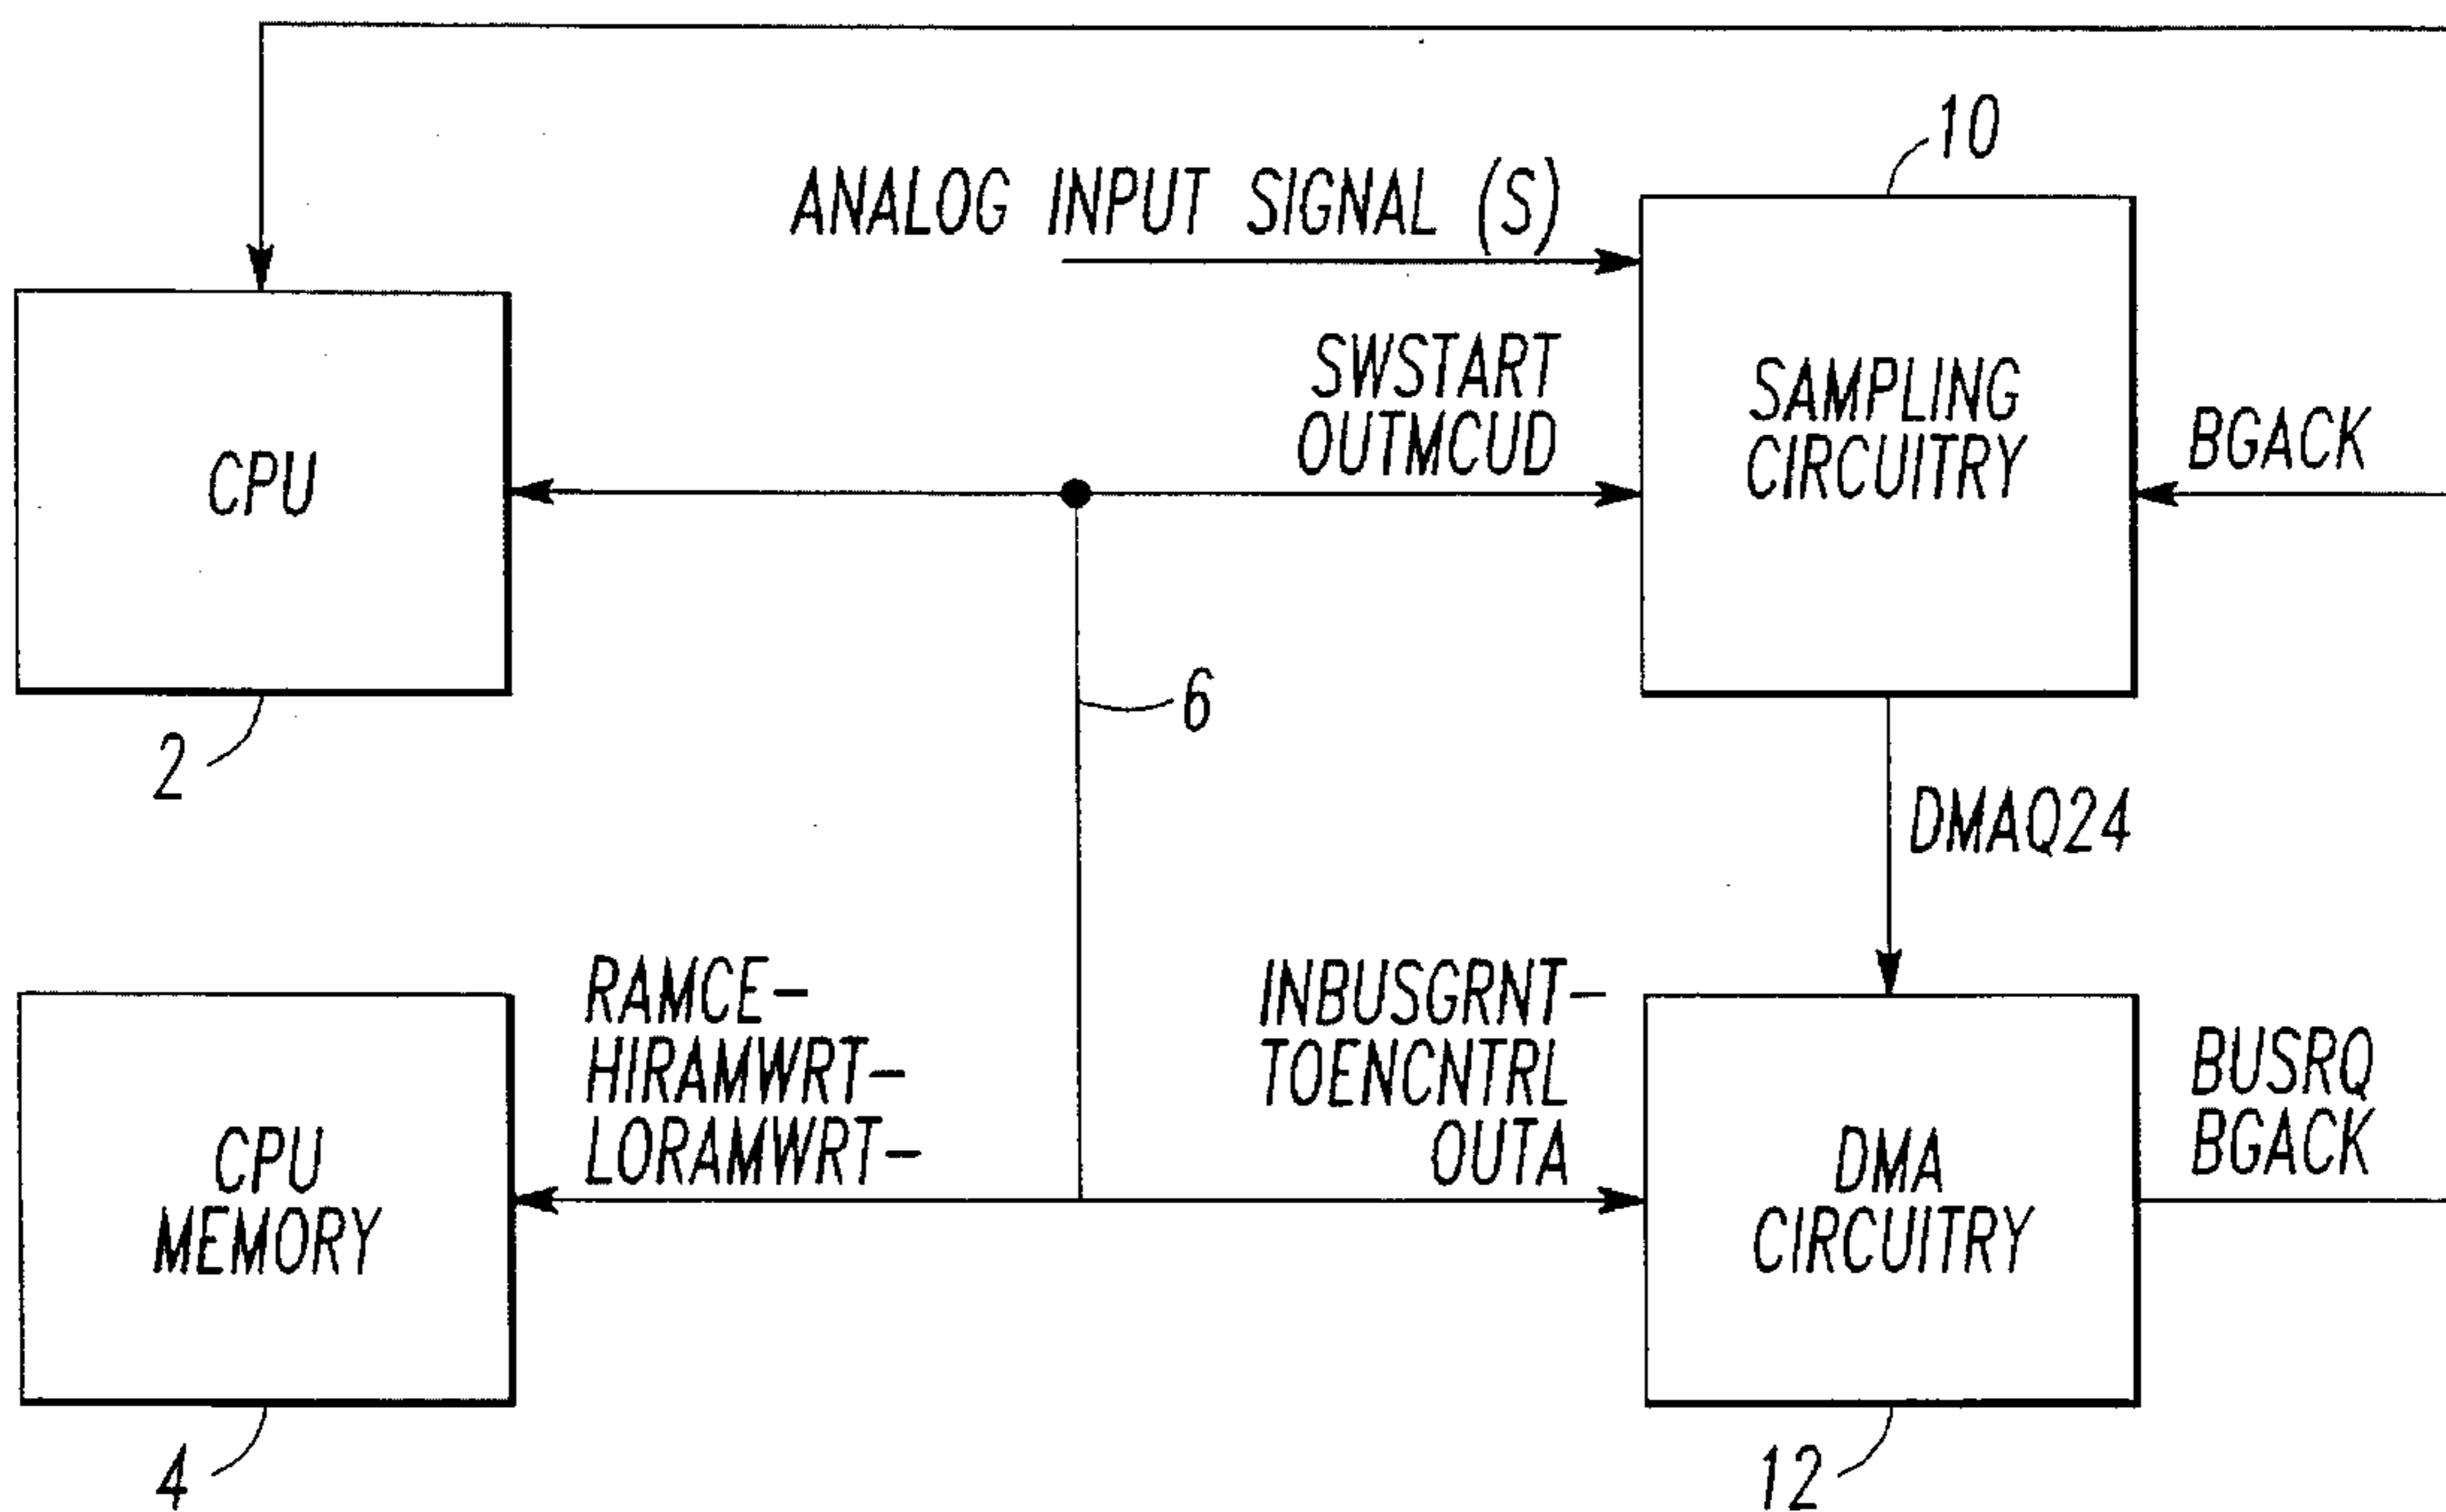 10
ANALOG INPUT SIGNAL (S)
SWSTART
OUTMCUD
SAMPLING
CIRCUITRY
BGACK
CPU
2
6
DMAQ24
RAMCE-
HIRAMWRT-
LORAMWRT-
INBUSGRNT-
TOENCNTRL
OUTA
BUSRQ
BGACK
CPU
MEMORY
DMA
CIRCUITRY
4
12